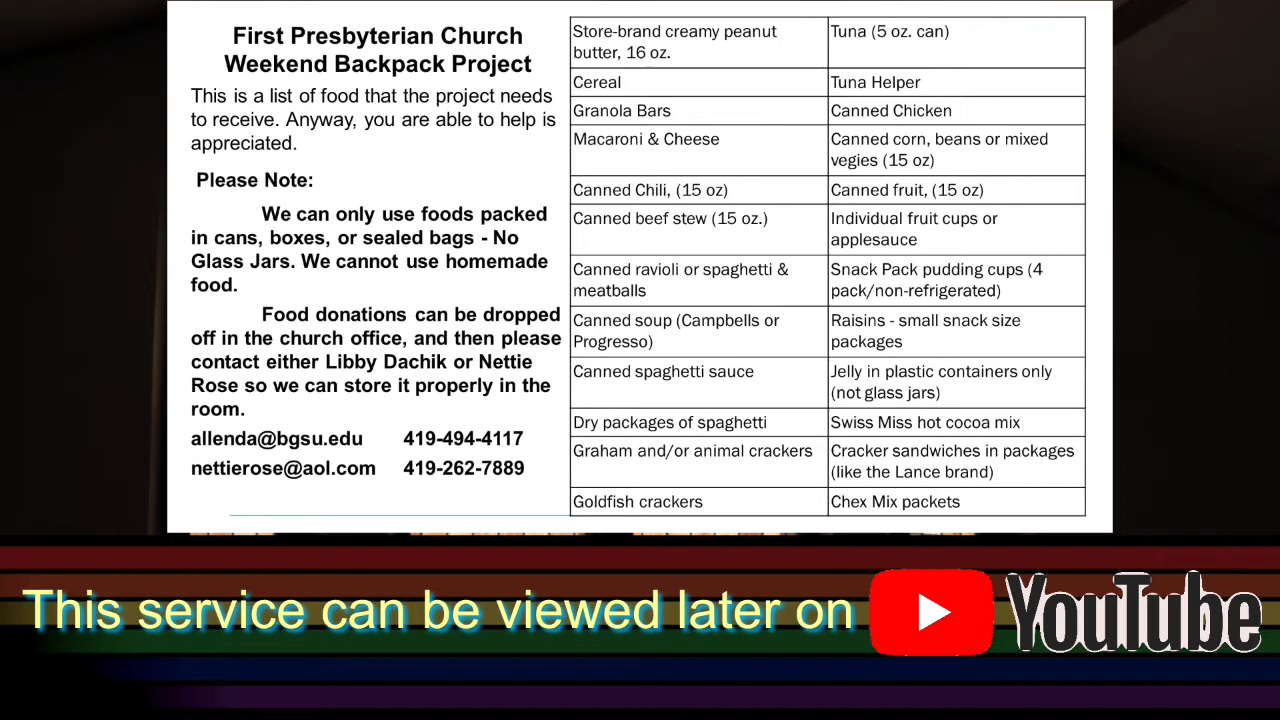 First Presbyterian Church
Weekend Backpack Project
This is a list of food that the project needs
to receive. Anyway, you are able to help is
appreciated.
Please Note:
We can only use foods packed
in cans, boxes, or sealed bags - No
Glass Jars. We cannot use homemade
food.
Food donations can be dropped
off in the church office, and then please
contact either Libby Dachik or Nettie
Rose so we can store it properly in the
room.
allenda@bgsu.edu 419-494-4117
nettierose@aol.com 419-262-7889
Store-brand creamy peanut
butter, 16 oz.
Tuna (5 oz. can)
Cereal
Tuna Helper
Granola Bars
Canned Chicken
Macaroni & Cheese
Canned corn, beans or mixed
vegies (15 oz)
Canned Chili, (15 oz)
Canned fruit, (15 oz)
Canned beef stew (15 oz.)
Individual fruit cups or
applesauce
Canned ravioli or spaghetti &
meatballs
Snack Pack pudding cups (4
pack/non-refrigerated)
Canned soup (Campbells or
Progresso)
Raisins - small snack size
packages
Canned spaghetti sauce
Jelly in plastic containers only
(not glass jars)
Dry packages of spaghetti
Swiss Miss hot cocoa mix
Graham and/or animal crackers
Cracker sandwiches in packages
(like the Lance brand)
Goldfish crackers
Chex Mix packets
This service can be viewed later on YouTube